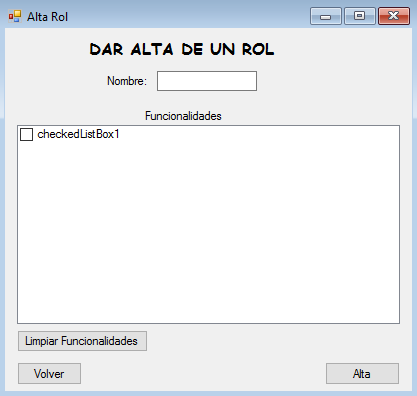 Alta Rol
DAR ALTA DE UN ROL
Nombre:
Funcionalidades
checkedListBox1
Limpiar Funcionalidades
Volver
Alta